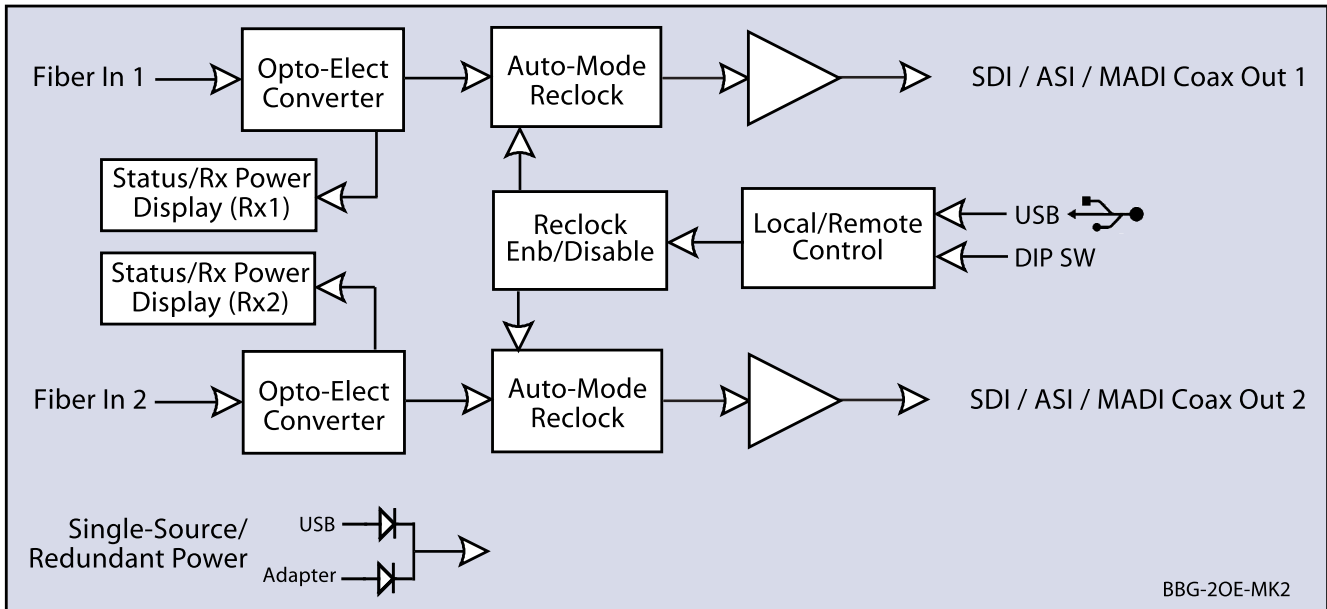 Fiber In 1
Opto-Elect
Converter
Auto-Mode
Reclock
SDI / ASI / MADI Coax Out 1
Status/Rx Power
Display (Rx1)
Reclock
Enb/Disable
Local/Remote
Control
USB
DIP SW
Status/Rx Power
Display (Rx2)
Fiber In 2
Opto-Elect
Converter
Auto-Mode
Reclock
SDI / ASI / MADI Coax Out 2
Single-Source/
Redundant Power
USB
Adapter
BBG-2OE-MK2